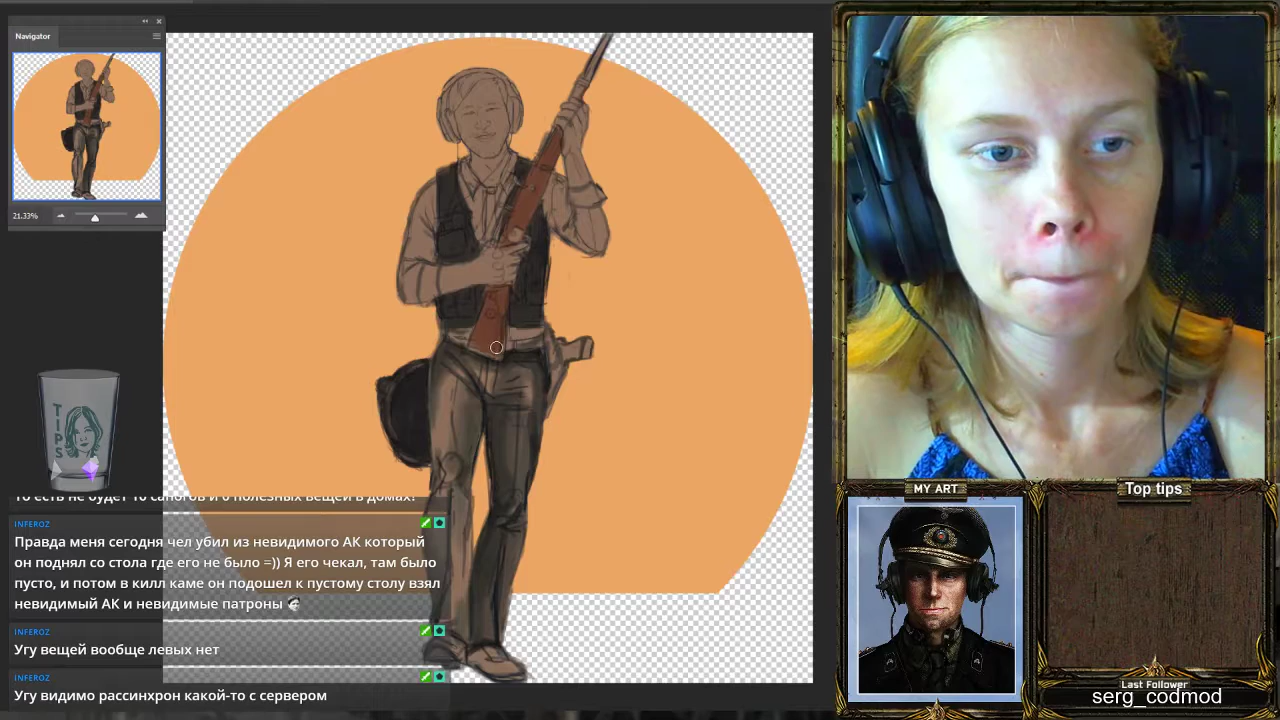 Navigator
21.33%
TIPS
То есть не будет 10 сапогов и 0 полезных вещей в домах?
INFEROZ
Правда меня сегодня чел убил из невидимого АК который
он поднял со стола где его не было =)) Я его чекал, там было
пусто, и потом в килл каме он подошел к пустому столу взял
невидимый АК и невидимые патроны
INFEROZ
Угу вещей вообще левых нет
INFEROZ
Угу видимо рассинхрон какой-то с сервером
MY ART
Top tips
Last Follower
serg_codmod